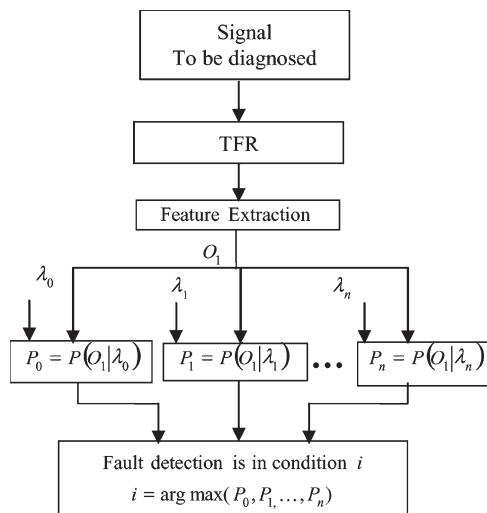 Signal
To be diagnosed
TFR
Feature Extraction
O₁
λ₀
λ₁
λₙ
P₀ = P(O₁|λ₀)
P₁ = P(O₁|λ₁)
...
Pₙ = P(O₁|λₙ)
Fault detection is in condition i
i = arg max(P₀, P₁, ..., Pₙ)